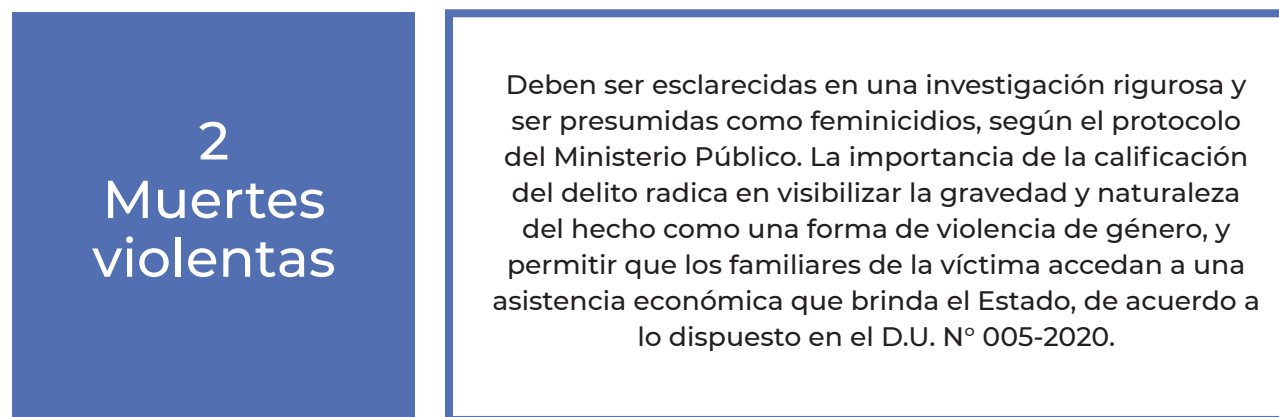 2
Muertes
violentas
Deben ser esclarecidas en una investigación rigurosa y
ser presumidas como feminicidios, según el protocolo
del Ministerio Público. La importancia de la calificación
del delito radica en visibilizar la gravedad y naturaleza
del hecho como una forma de violencia de género, y
permitir que los familiares de la víctima accedan a una
asistencia económica que brinda el Estado, de acuerdo a
lo dispuesto en el D.U. N° 005-2020.